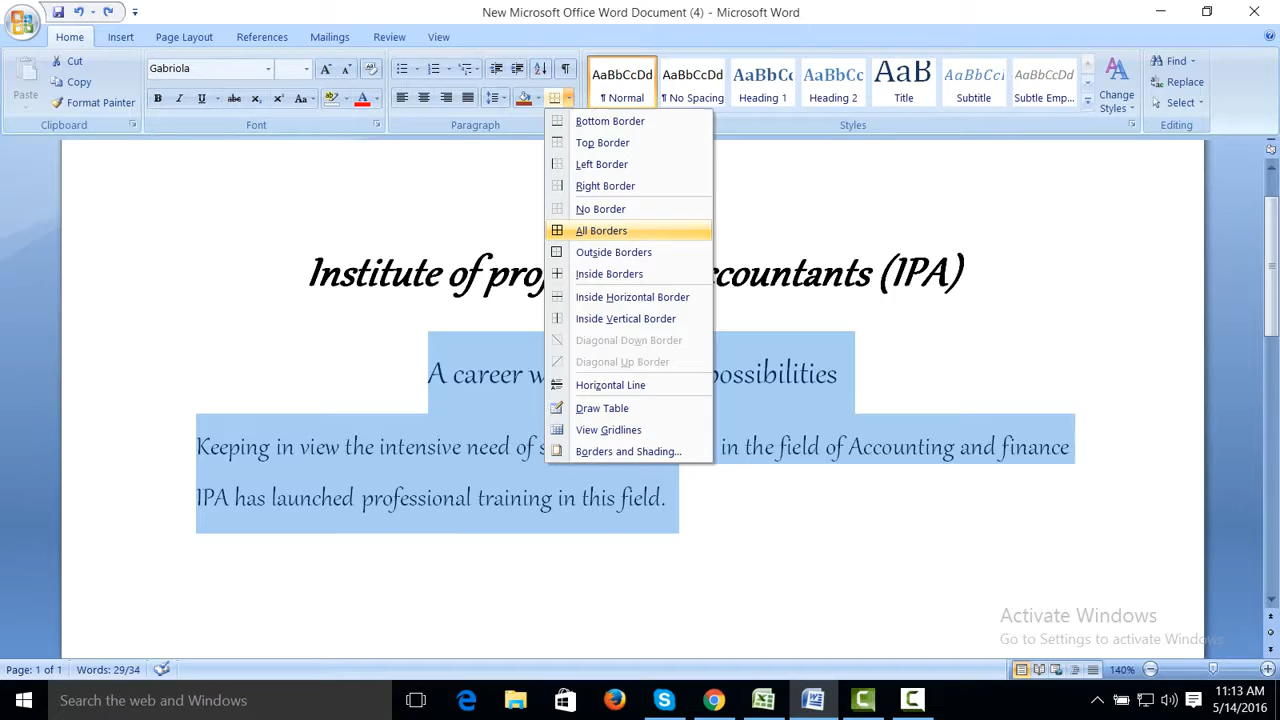 New Microsoft Office Word Document (4) - Microsoft Word
Home Insert Page Layout References Mailings Review View
Paste
Cut
Copy
Format Painter
Clipboard
Gabriola
B I U abc x₂ x² Aa
Font
Paragraph
AaBbCcDd AaBbCcDd AaBbCc AaBbCc AaB AaBbCc AaBbCcDd
¶ Normal ¶ No Spacing Heading 1 Heading 2 Title Subtitle Subtle Emp...
Change
Styles
Styles
Find
Replace
Select
Editing
Bottom Border
Top Border
Left Border
Right Border
No Border
All Borders
Outside Borders
Inside Borders
Inside Horizontal Border
Inside Vertical Border
Diagonal Down Border
Diagonal Up Border
Horizontal Line
Draw Table
View Gridlines
Borders and Shading...
Institute of (IPA)
A career possibilities
Keeping in view the intensive need of in the field of Accounting and finance
IPA has launched professional training in this field.
Activate Windows
Go to Settings to activate Windows
Page: 1 of 1 Words: 29/34 140%
Search the web and Windows
11:13 AM
5/14/2016